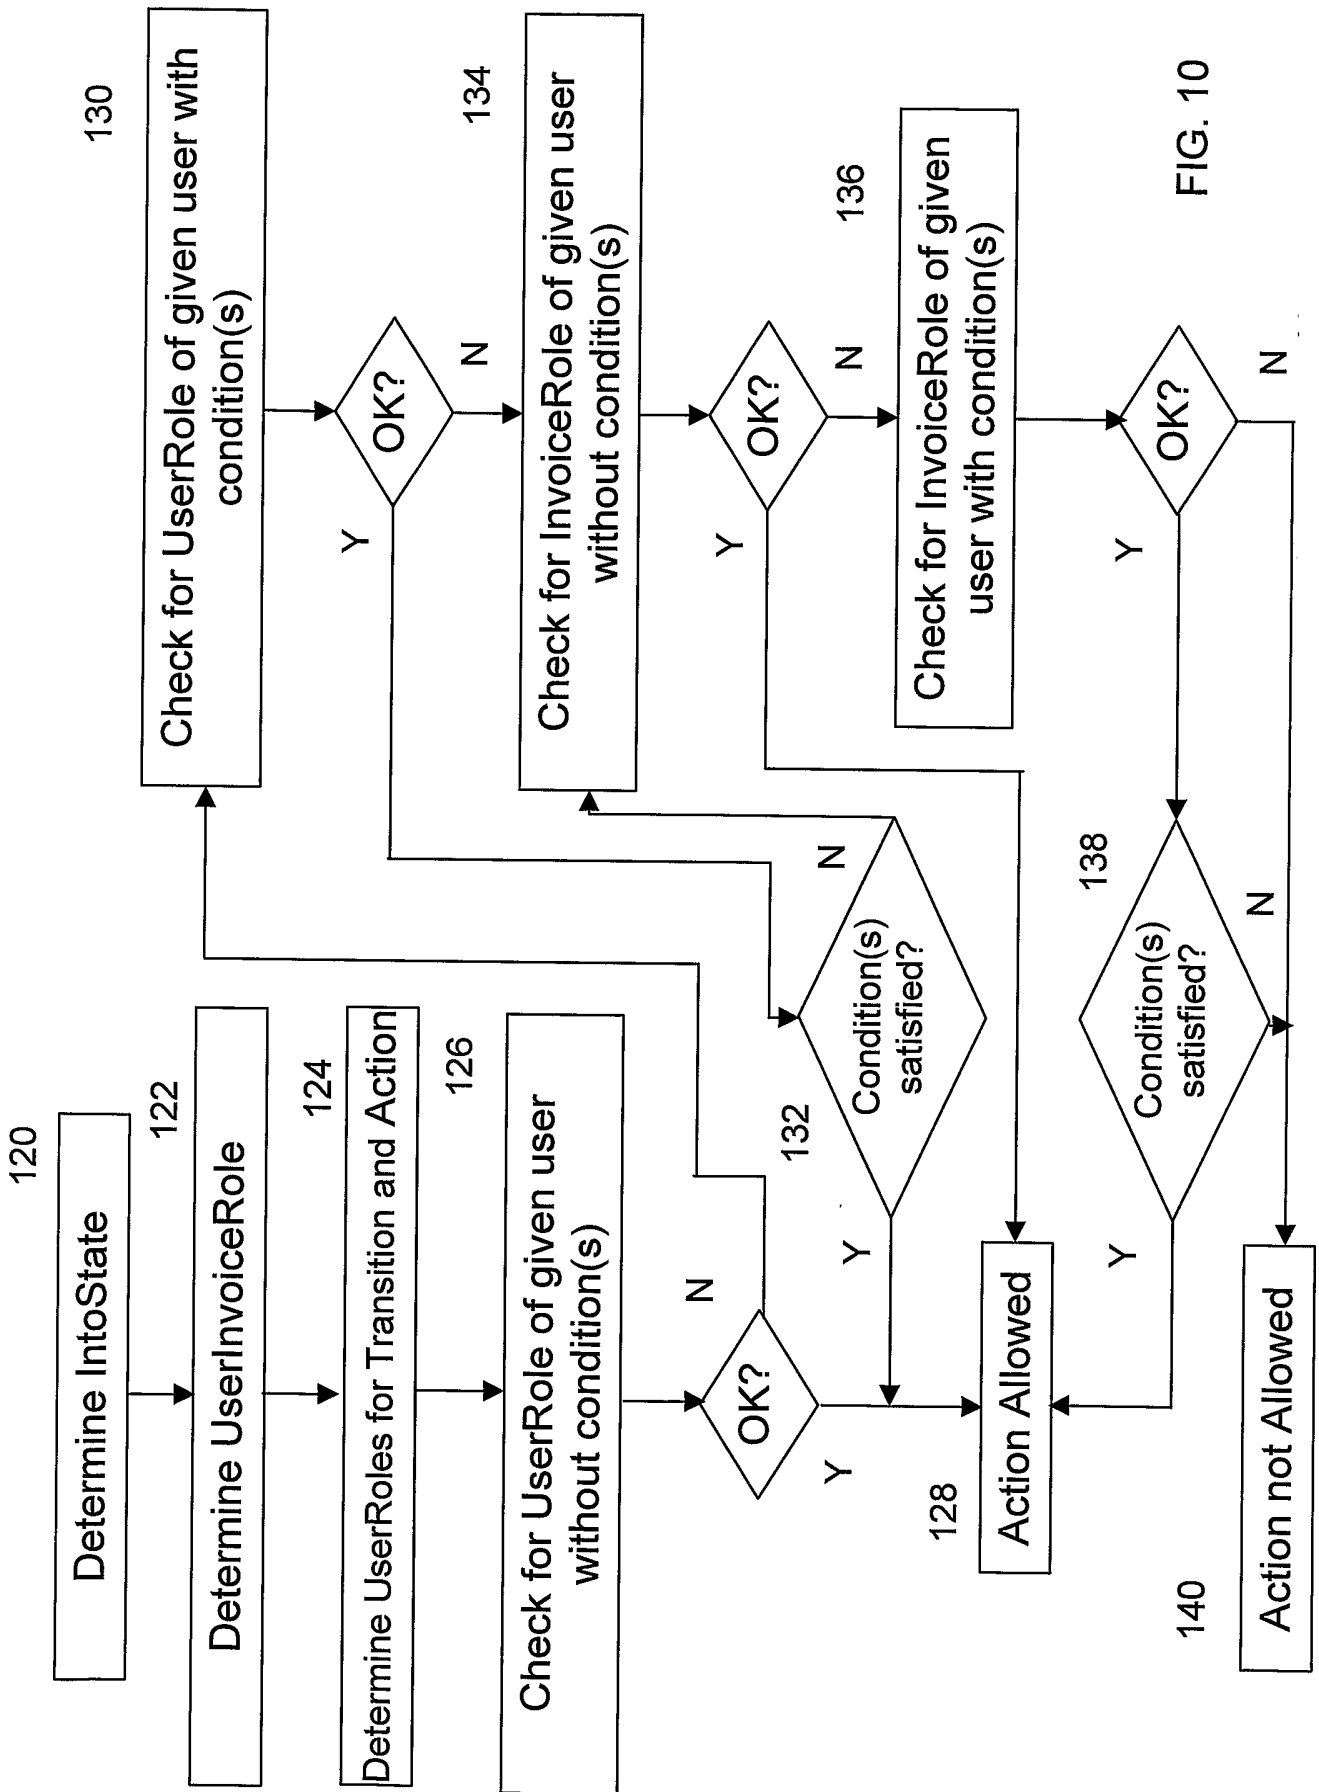 120
Determine IntoState
122
Determine UserInvoiceRole
124
Determine UserRoles for Transition and Action
126
Check for UserRole of given user
without condition(s)
OK?
N
Y
128
Action Allowed
130
Check for UserRole of given user with
condition(s)
OK?
Y
N
132
Condition(s)
satisfied?
N
Y
134
Check for InvoiceRole of given user
without condition(s)
OK?
Y
N
136
Check for InvoiceRole of given
user with condition(s)
OK?
Y
N
138
Condition(s)
satisfied?
Y
N
140
Action not Allowed
FIG. 10